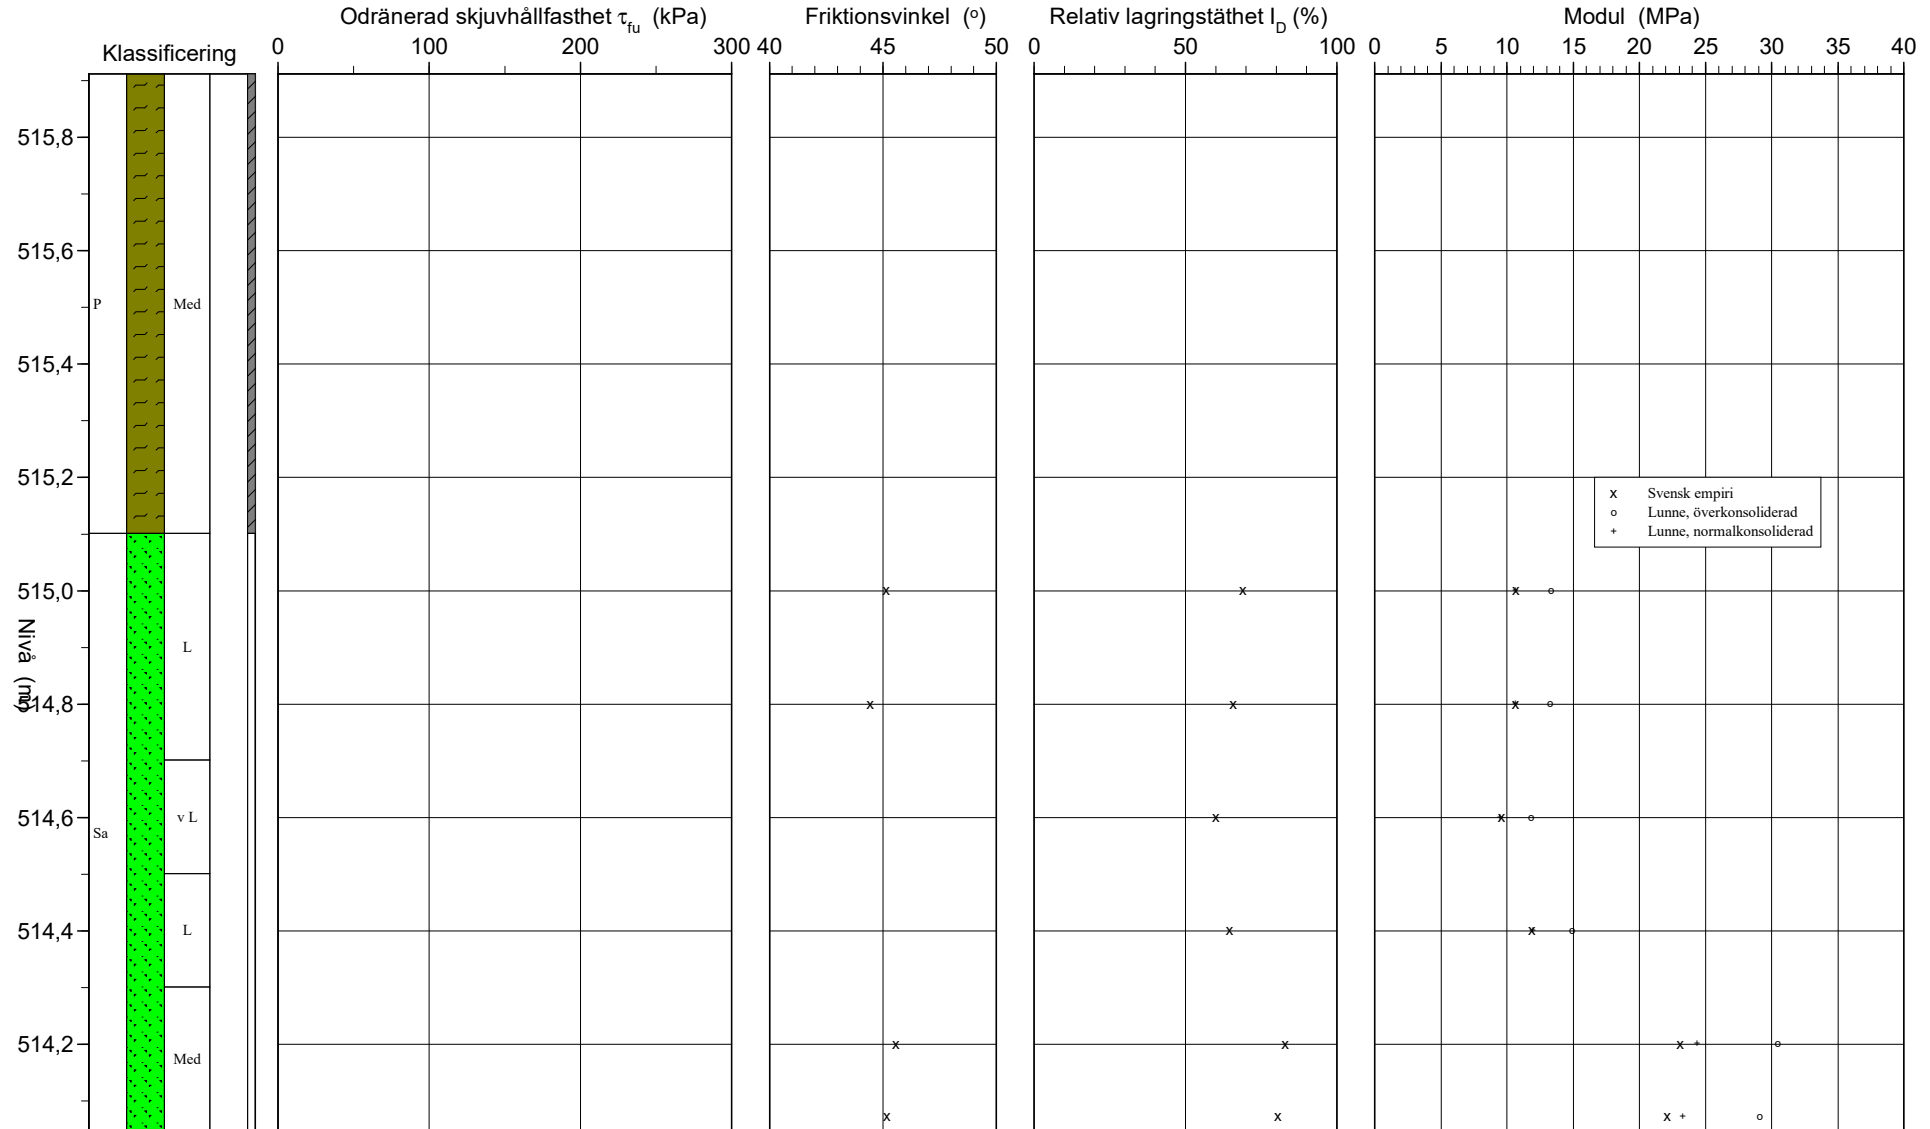 Odränerad skjuvhållfasthet τfu (kPa)
Friktionsvinkel (o)
Relativ lagringstäthet ID (%)
Modul (MPa)
Klassificering
0 100 200 300
40 45 50
0 50 100
0 5 10 15 20 25 30 35 40
515,8
515,6
P
Med
515,4
515,2
x Svensk empiri
o Lunne, överkonsoliderad
+ Lunne, normalkonsoliderad
515,0
Nivå (m)
L
514,8
514,6
v L
Sa
514,4
L
514,2
Med